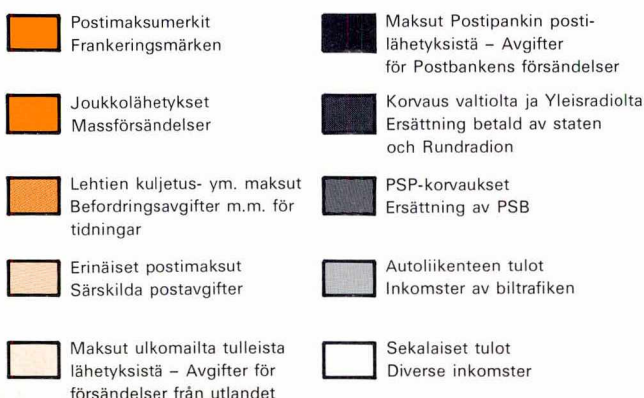 Postimaksumerkit
Frankeringsmärken
Joukkolähetykset
Massförsändelser
Lehtien kuljetus- ym. maksut
Befordringsavgifter m.m. för
tidningar
Erinäiset postimaksut
Särskilda postavgifter
Maksut ulkomailta tulleista
lähetyksistä – Avgifter för
försändelser från utlandet
Maksut Postipankin posti-
lähetyksistä – Avgifter
för Postbankens försändelser
Korvaus valtiolta ja Yleisradiolta
Ersättning betald av staten
och Rundradion
PSP-korvaukset
Ersättning av PSB
Autoliikenteen tulot
Inkomster av biltrafiken
Sekalaiset tulot
Diverse inkomster